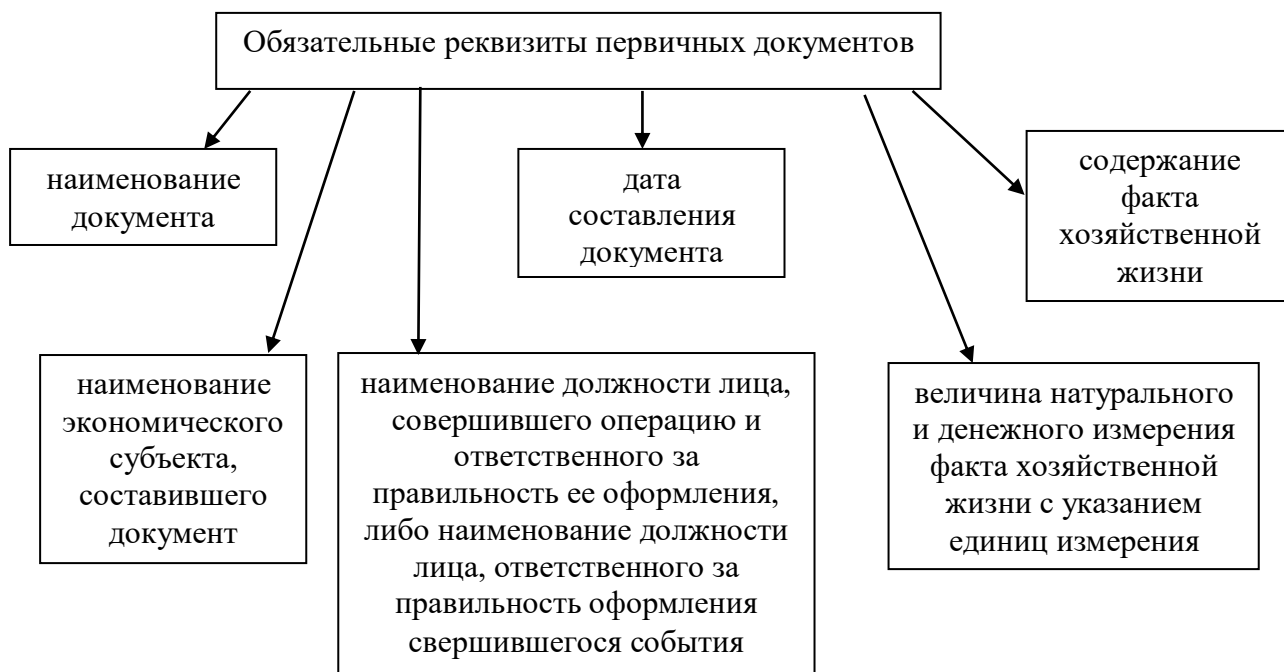 Обязательные реквизиты первичных документов
наименование
документа
дата
составления
документа
содержание
факта
хозяйственной
жизни
наименование
экономического
субъекта,
составившего
документ
наименование должности лица,
совершившего операцию и
ответственного за
правильность ее оформления,
либо наименование должности
лица, ответственного за
правильность оформления
свершившегося события
величина натурального
и денежного измерения
факта хозяйственной
жизни с указанием
единиц измерения